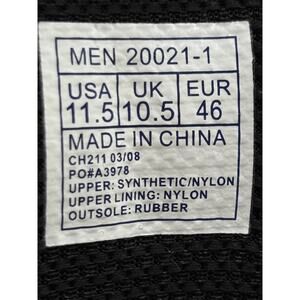 MEN 20021-1
USA UK EUR
11.5 10.5 46
MADE IN CHINA
CH211 03/08
PO#A3978
UPPER: SYNTHETIC/NYLON
UPPER LINING: NYLON
OUTSOLE: RUBBER